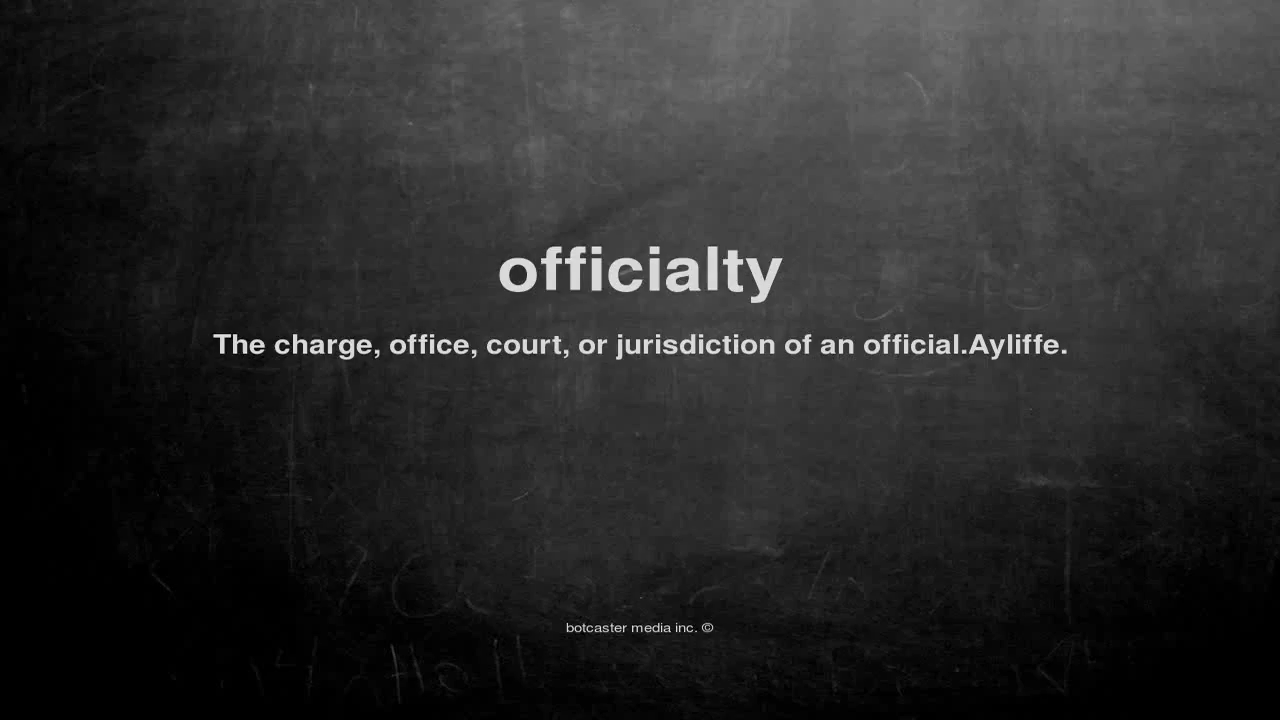 officialty
The charge, office, court, or jurisdiction of an official.Ayliffe.
botcaster media inc. ©